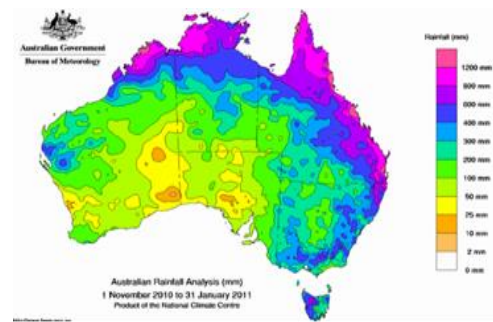 Australian Government
Bureau of Meteorology
Rainfall (mm)
1200 mm
800 mm
600 mm
400 mm
300 mm
200 mm
100 mm
50 mm
25 mm
10 mm
2 mm
0 mm
Australian Rainfall Analysis (mm)
1 November 2010 to 31 January 2011
Product of the National Climate Centre